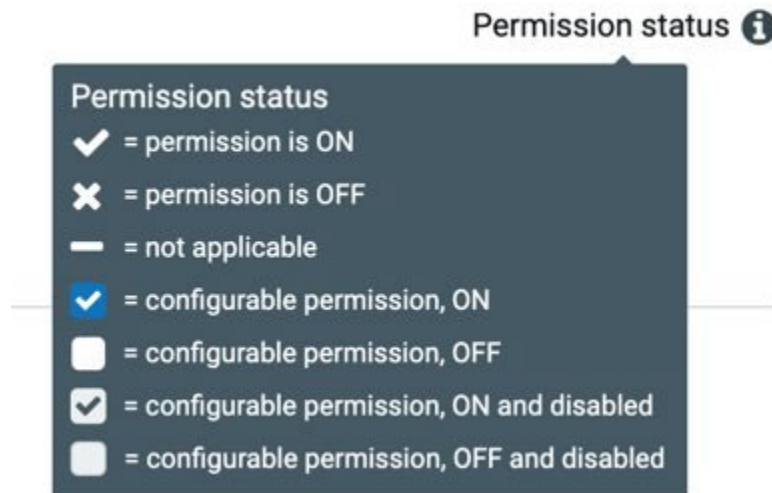 Permission status
Permission status
= permission is ON
= permission is OFF
= not applicable
= configurable permission, ON
= configurable permission, OFF
= configurable permission, ON and disabled
= configurable permission, OFF and disabled